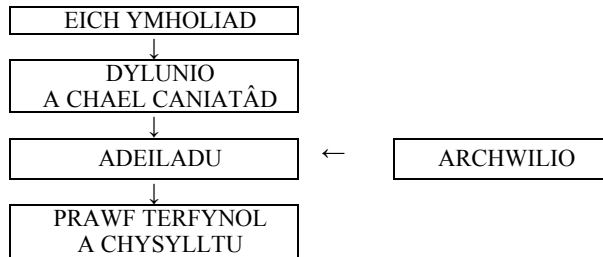 EICH YMHOLIAD
↓
DYLUNIO
A CHAEL CANIATÂD
↓
ADEILADU ← ARCHWILIO
↓
PRAWF TERFYNOL
A CHYSYLLTU